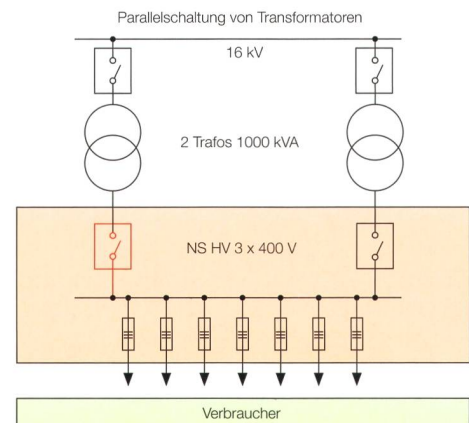 Parallelschaltung von Transformatoren
16 kV
2 Trafos 1000 kVA
NS HV 3 x 400 V
Verbraucher